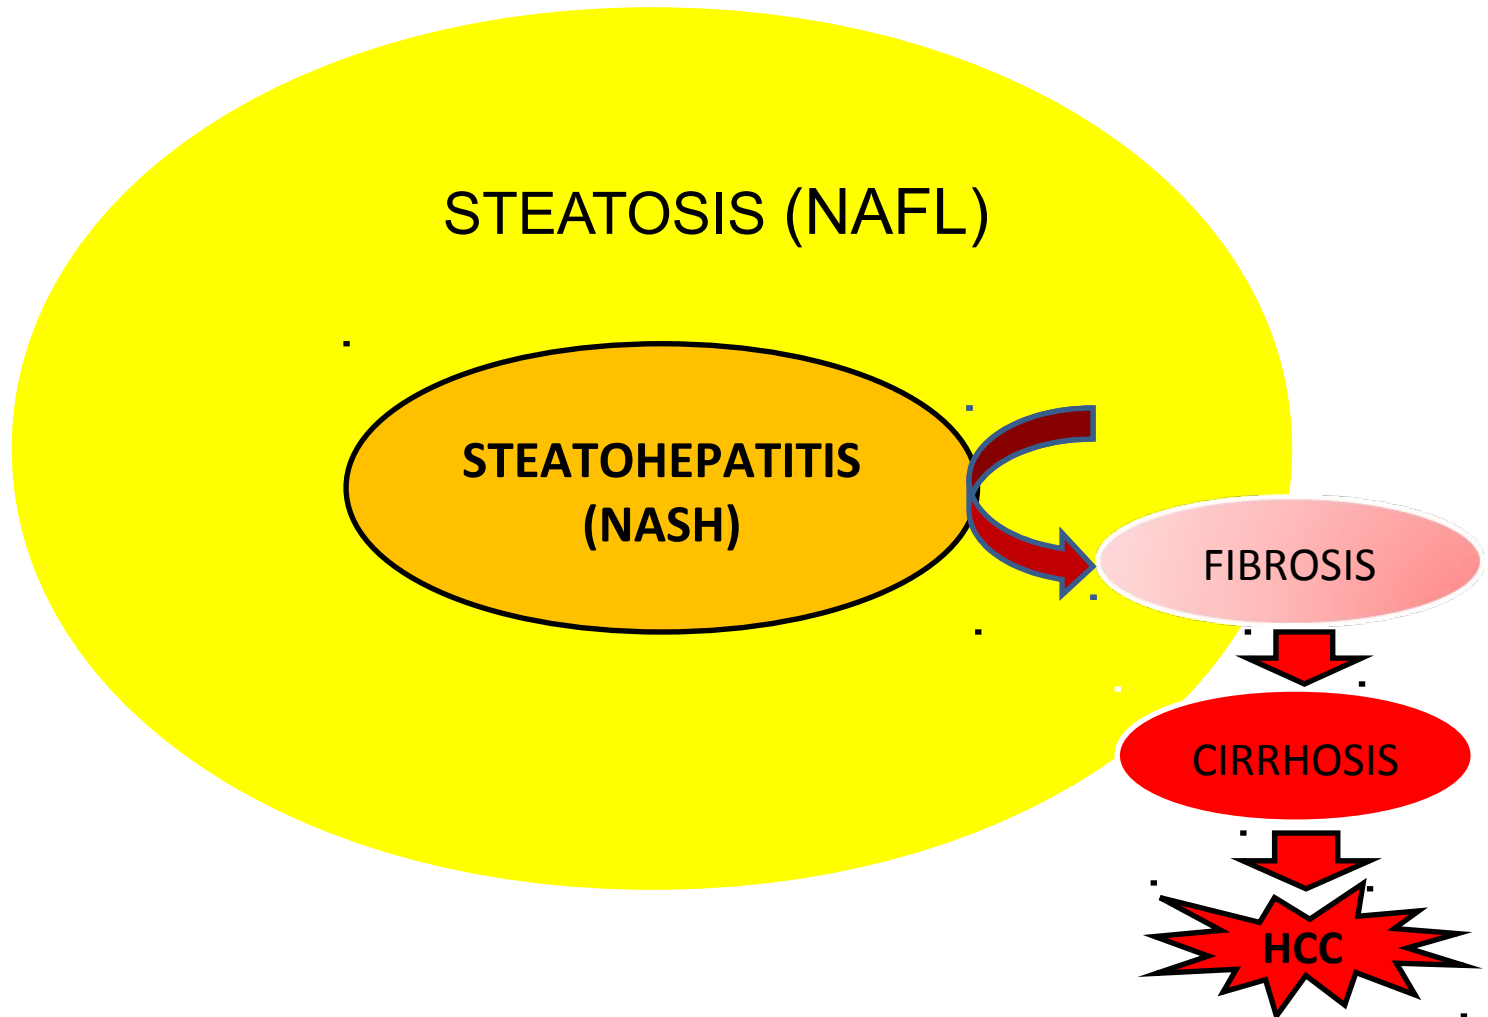 STEATOSIS (NAFL)
STEATOHEPATITIS
(NASH)
FIBROSIS
CIRRHOSIS
HCC